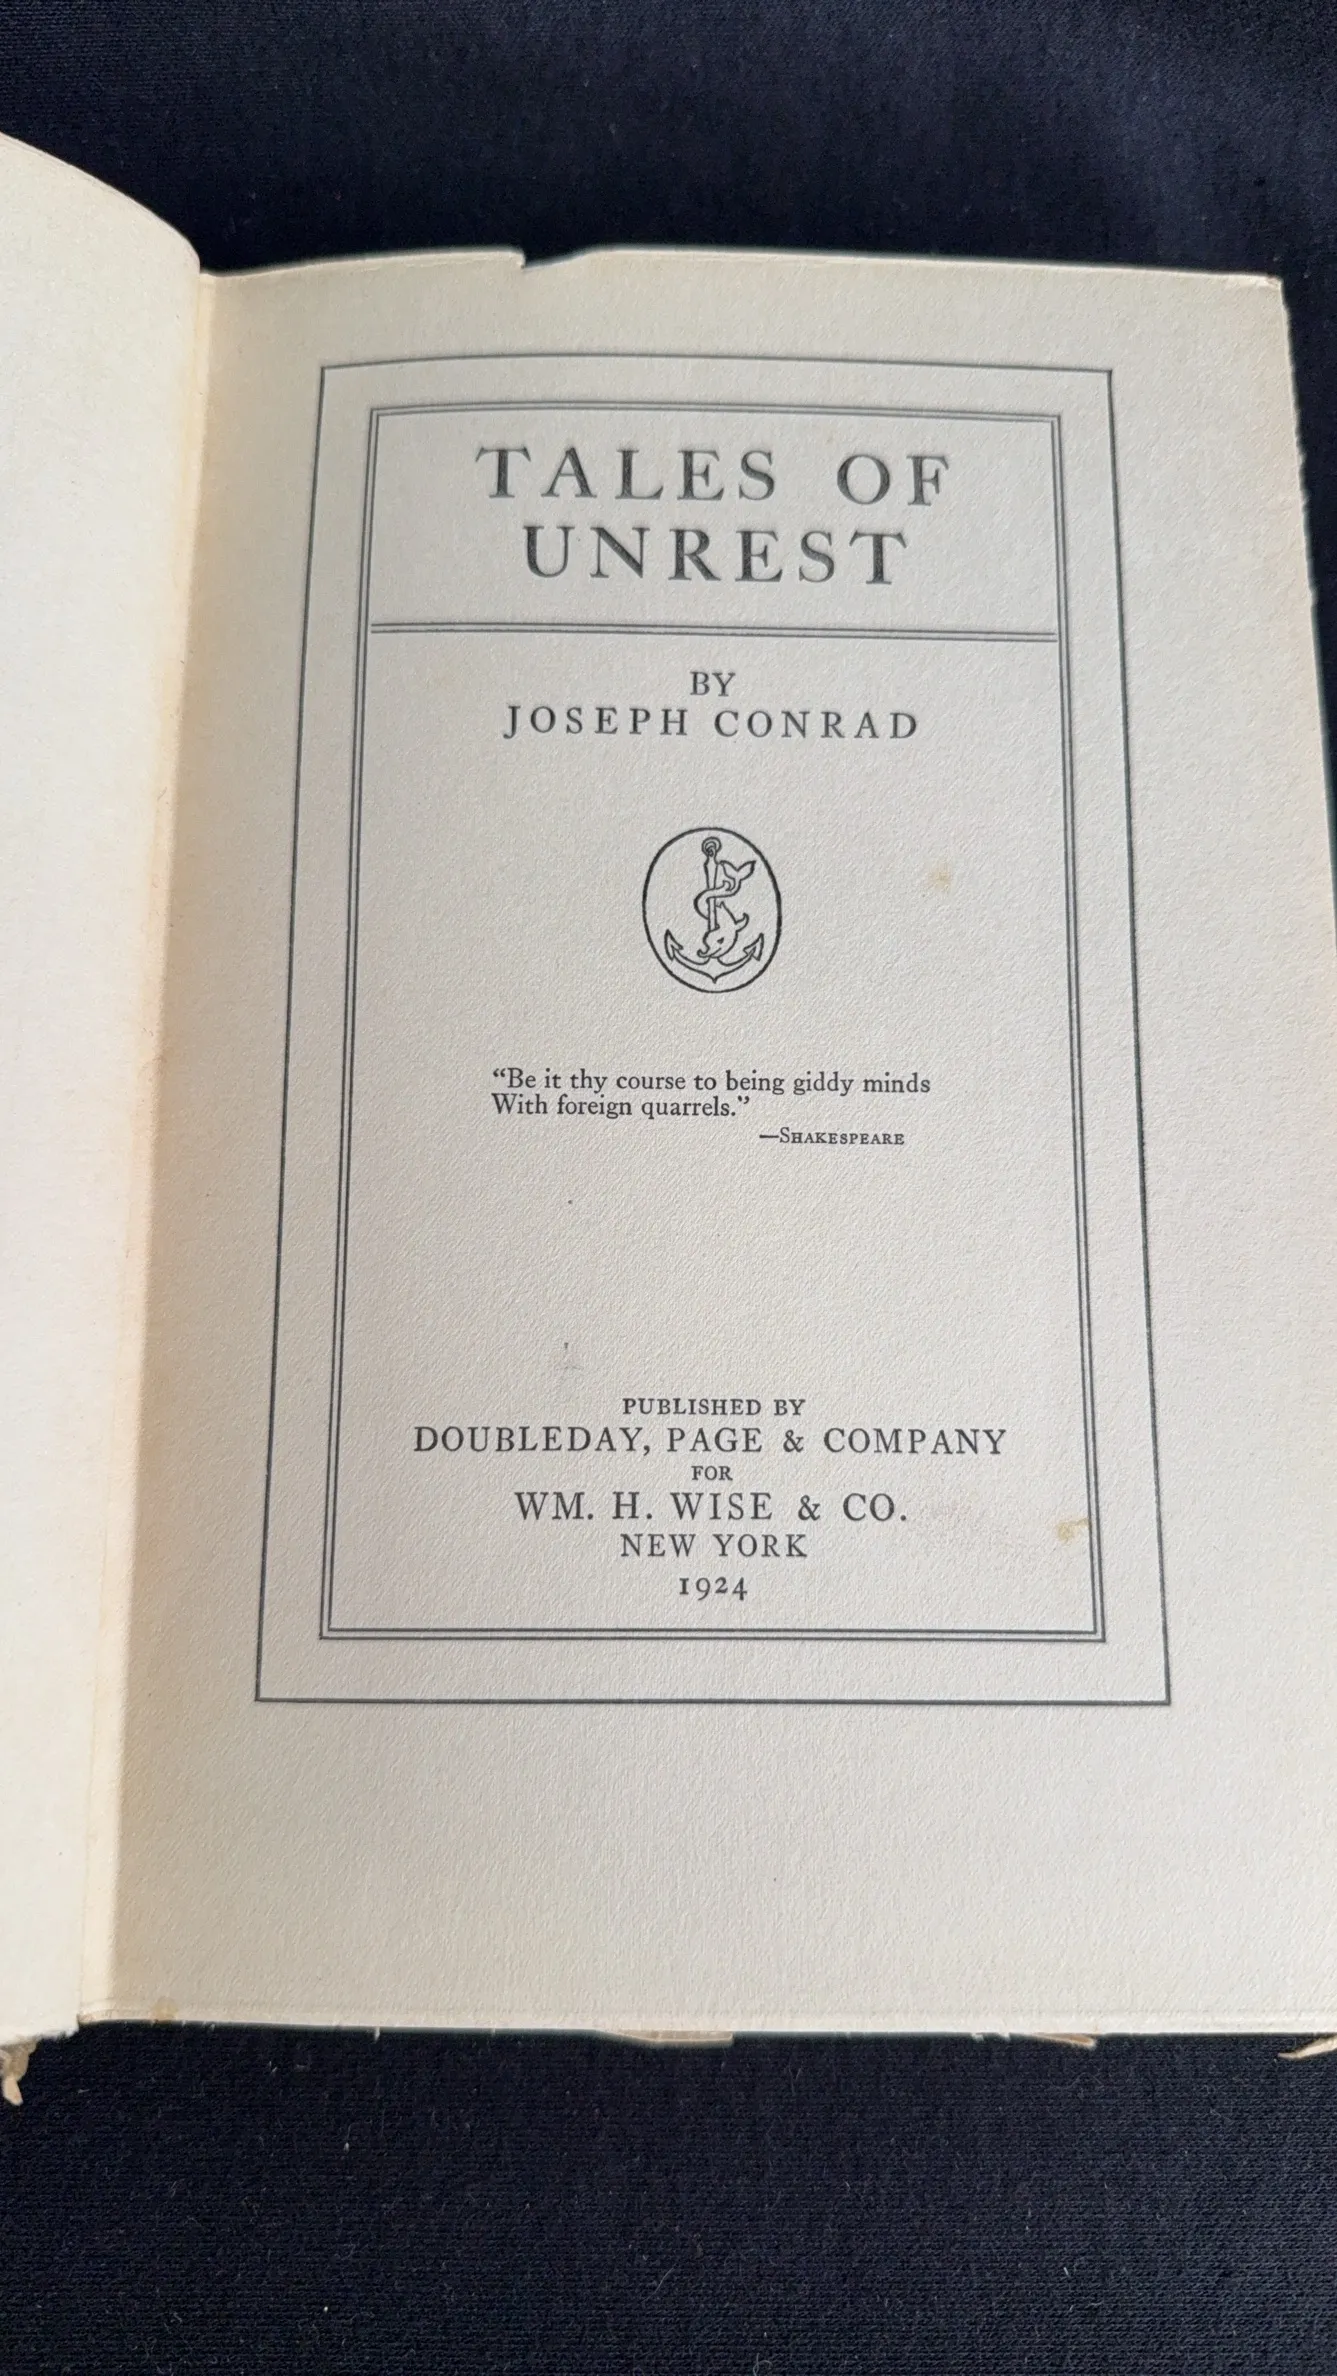 TALES OF
UNREST
BY
JOSEPH CONRAD
“Be it thy course to being giddy minds
With foreign quarrels.”
—SHAKESPEARE
PUBLISHED BY
DOUBLEDAY, PAGE & COMPANY
FOR
WM. H. WISE & CO.
NEW YORK
1924